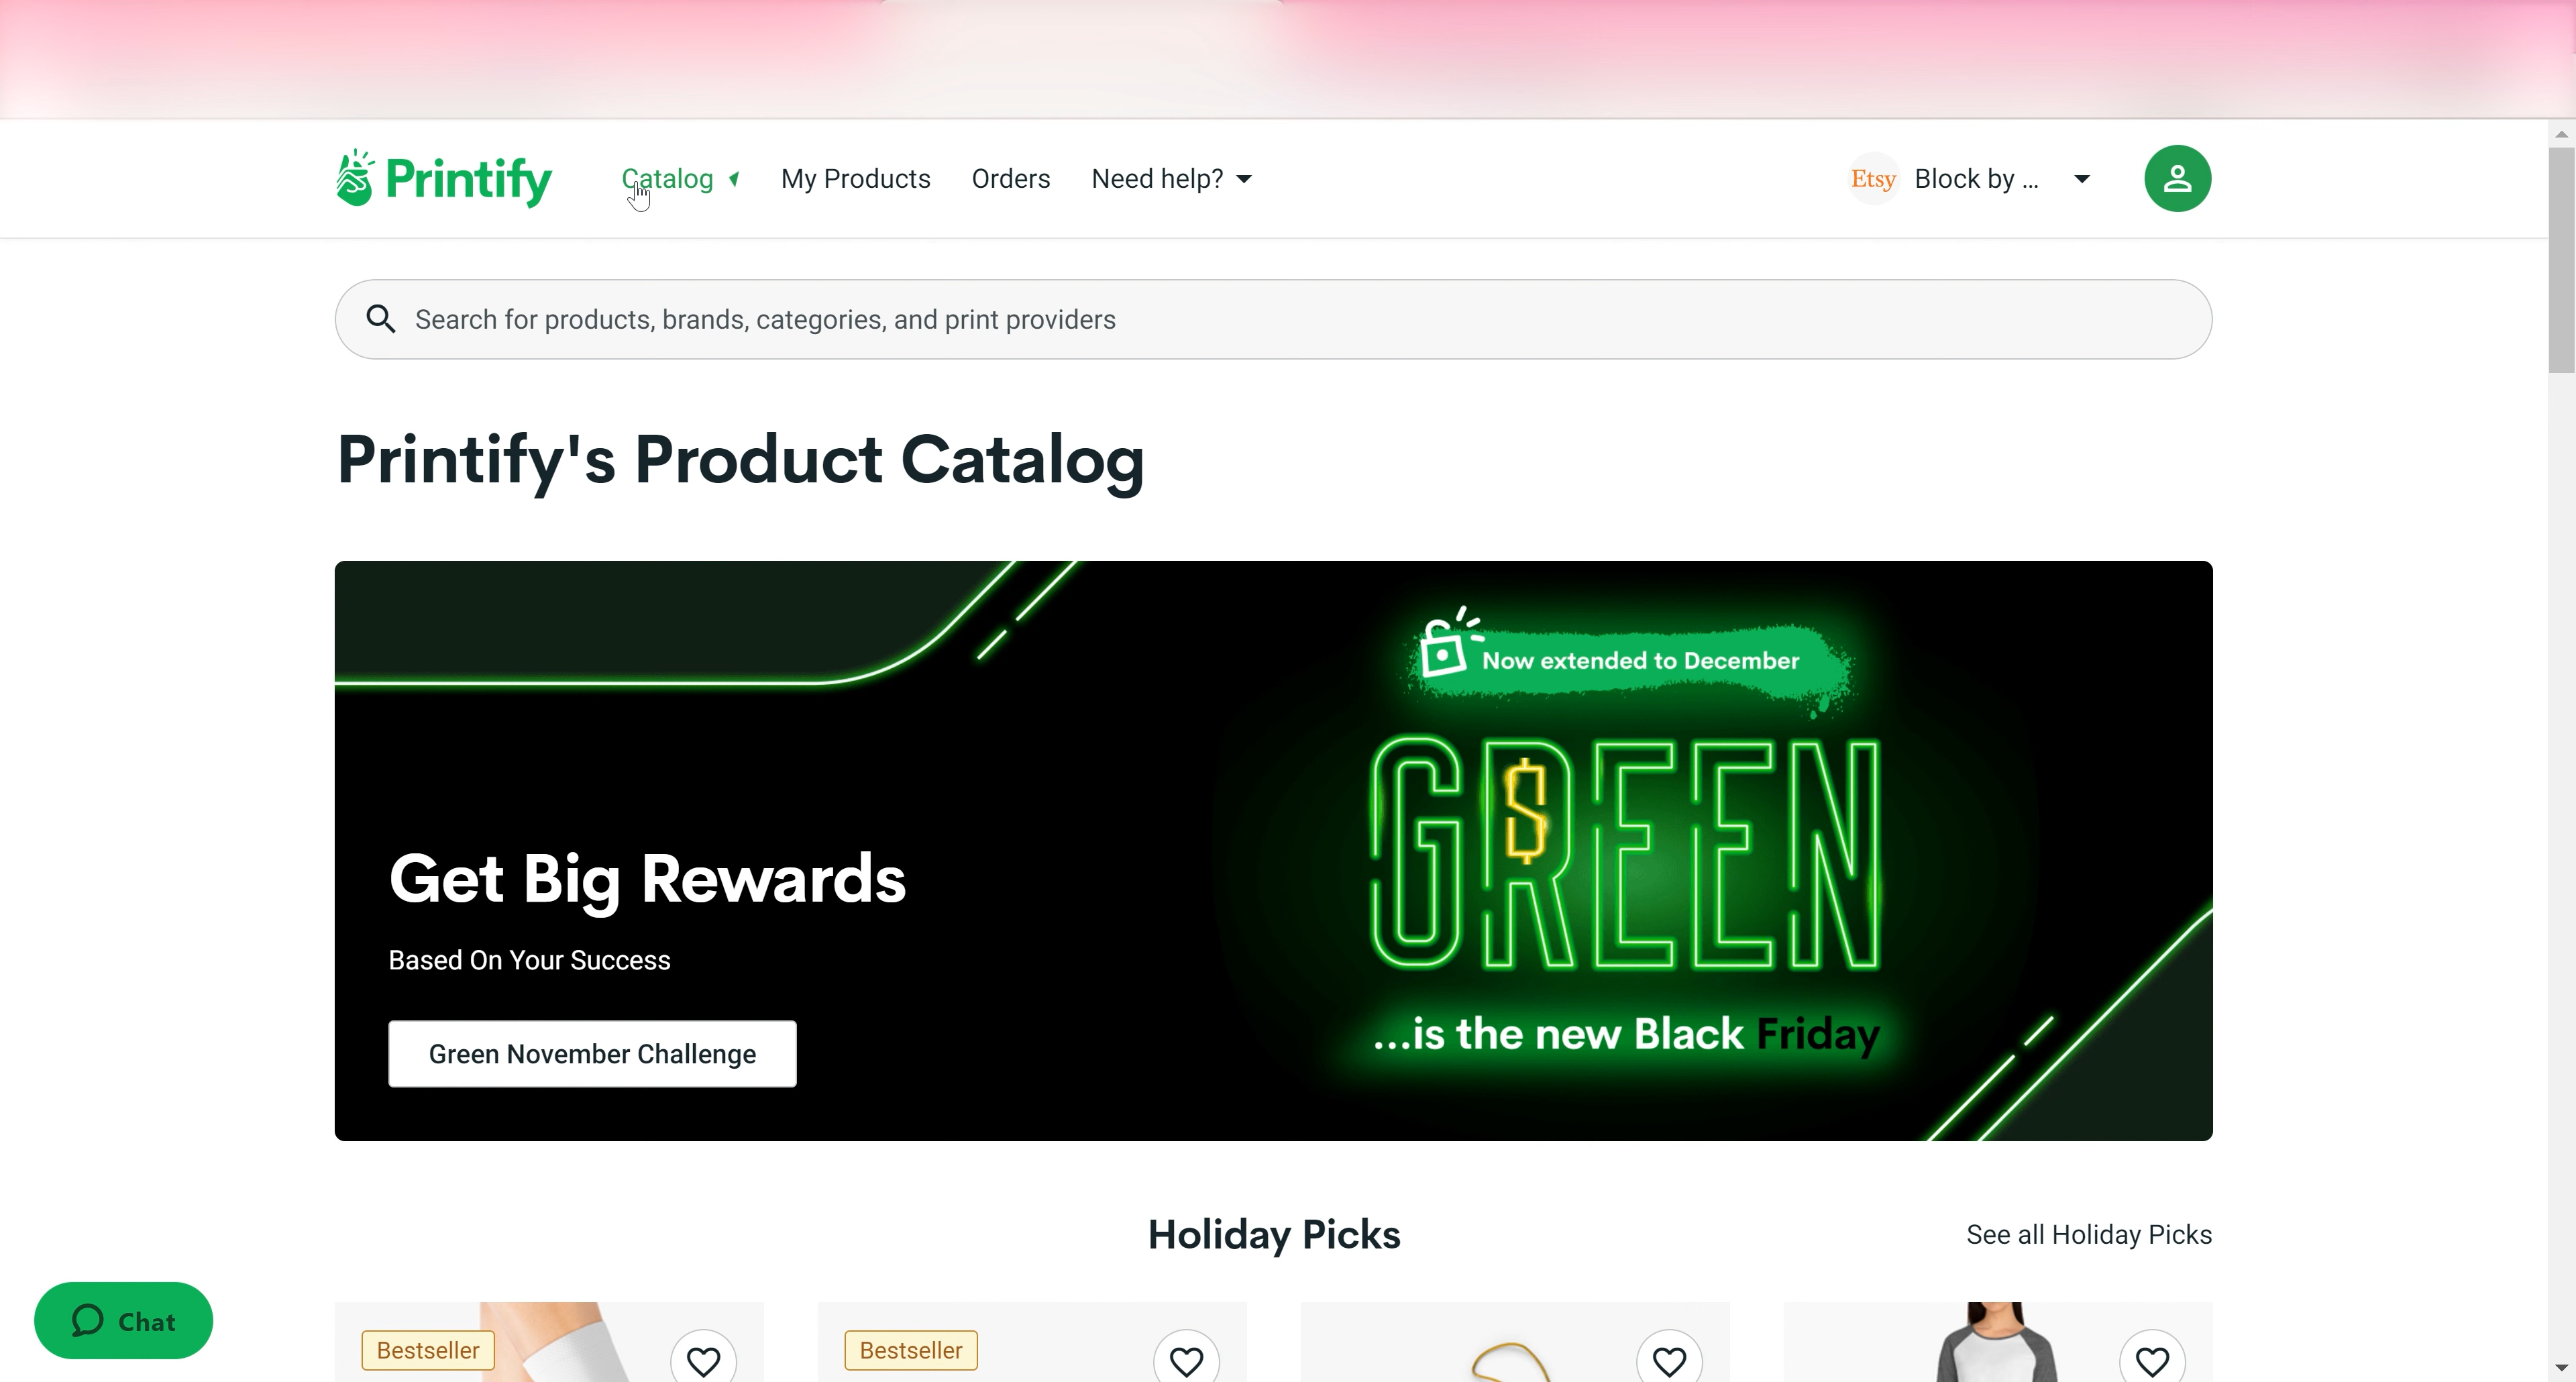 Printify
Catalog
My Products
Orders
Need help?
Etsy
Block by ...
Search for products, brands, categories, and print providers
Printify's Product Catalog
Now extended to December
GREEN
$
...is the new Black Friday
Get Big Rewards
Based On Your Success
Green November Challenge
Holiday Picks
See all Holiday Picks
Chat
Bestseller
Bestseller